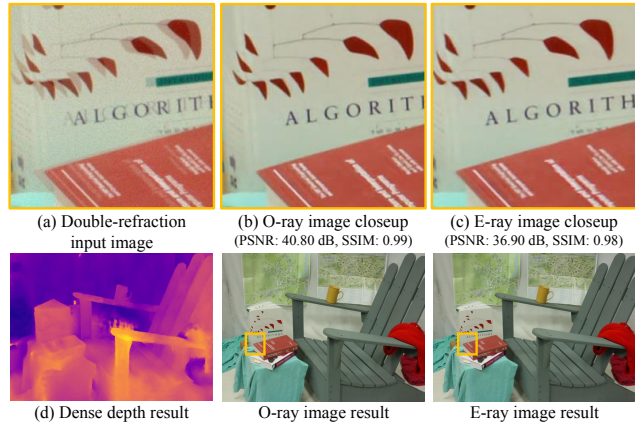 ALGORITH
ALGORITH
ALGORITH
(a) Double-refraction
input image
(b) O-ray image closeup
(PSNR: 40.80 dB, SSIM: 0.99)
(c) E-ray image closeup
(PSNR: 36.90 dB, SSIM: 0.98)
(d) Dense depth result
O-ray image result
E-ray image result